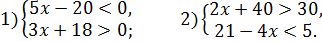 1) {5x − 20 < 0,     2) {2x + 40 > 30,
3x + 18 > 0;     21 − 4x < 5.